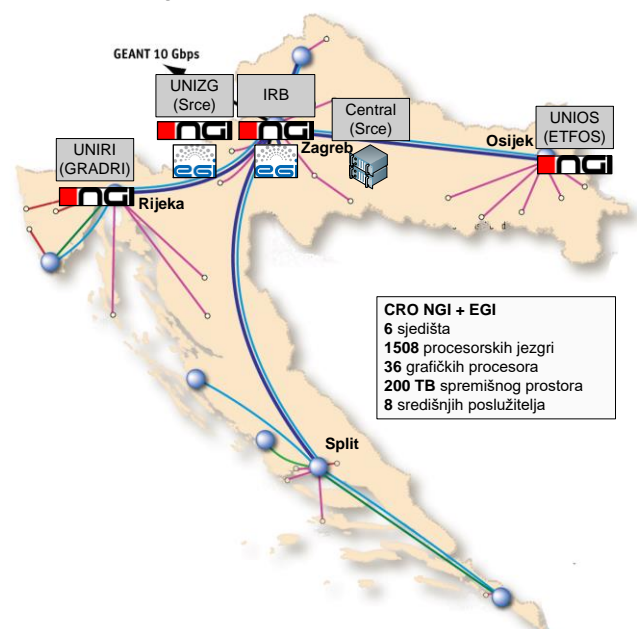 GEANT 10 Gbps
UNIZG
(Srce)
IRB
Central
(Srce)
UNIOS
(ETFOS)
UNIRI
(GRADRI)
ngi
ngi
ngi
ngi
egi
egi
Zagreb
Osijek
Rijeka
CRO NGI + EGI
6 sjedišta
1508 procesorskih jezgri
36 grafičkih procesora
200 TB spremišnog prostora
8 središnjih poslužitelja
Split